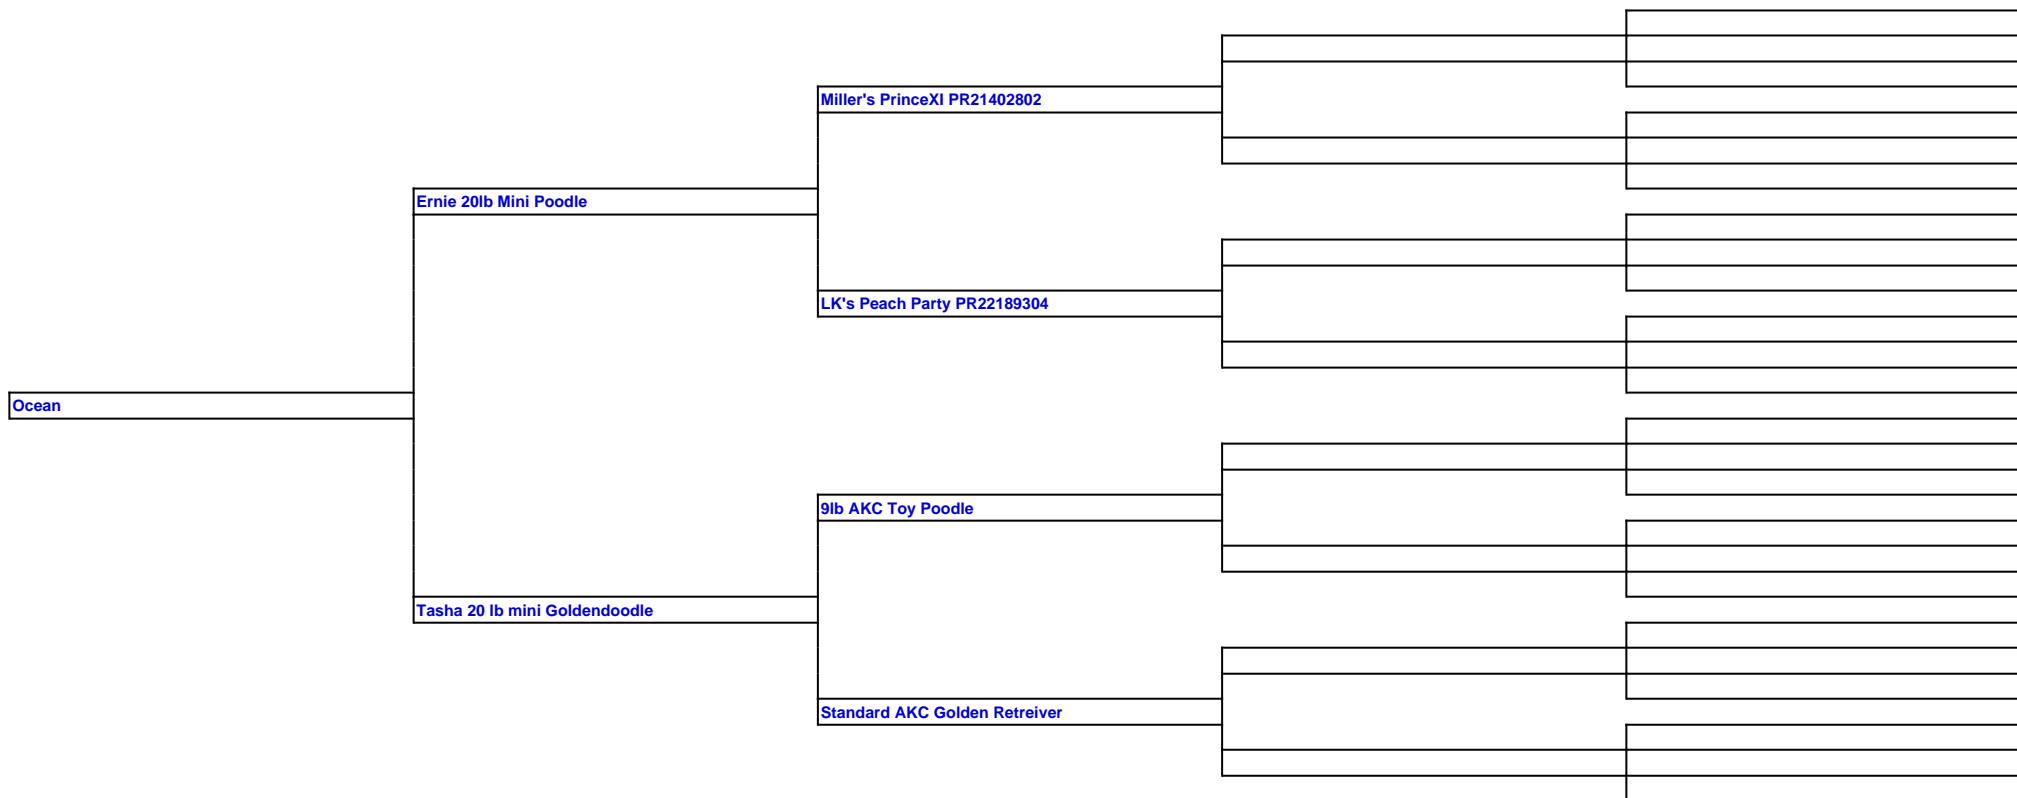 Miller's PrinceXI PR21402802
Ernie 20lb Mini Poodle
LK's Peach Party PR22189304
Ocean
9lb AKC Toy Poodle
Tasha 20 lb mini Goldendoodle
Standard AKC Golden Retreiver